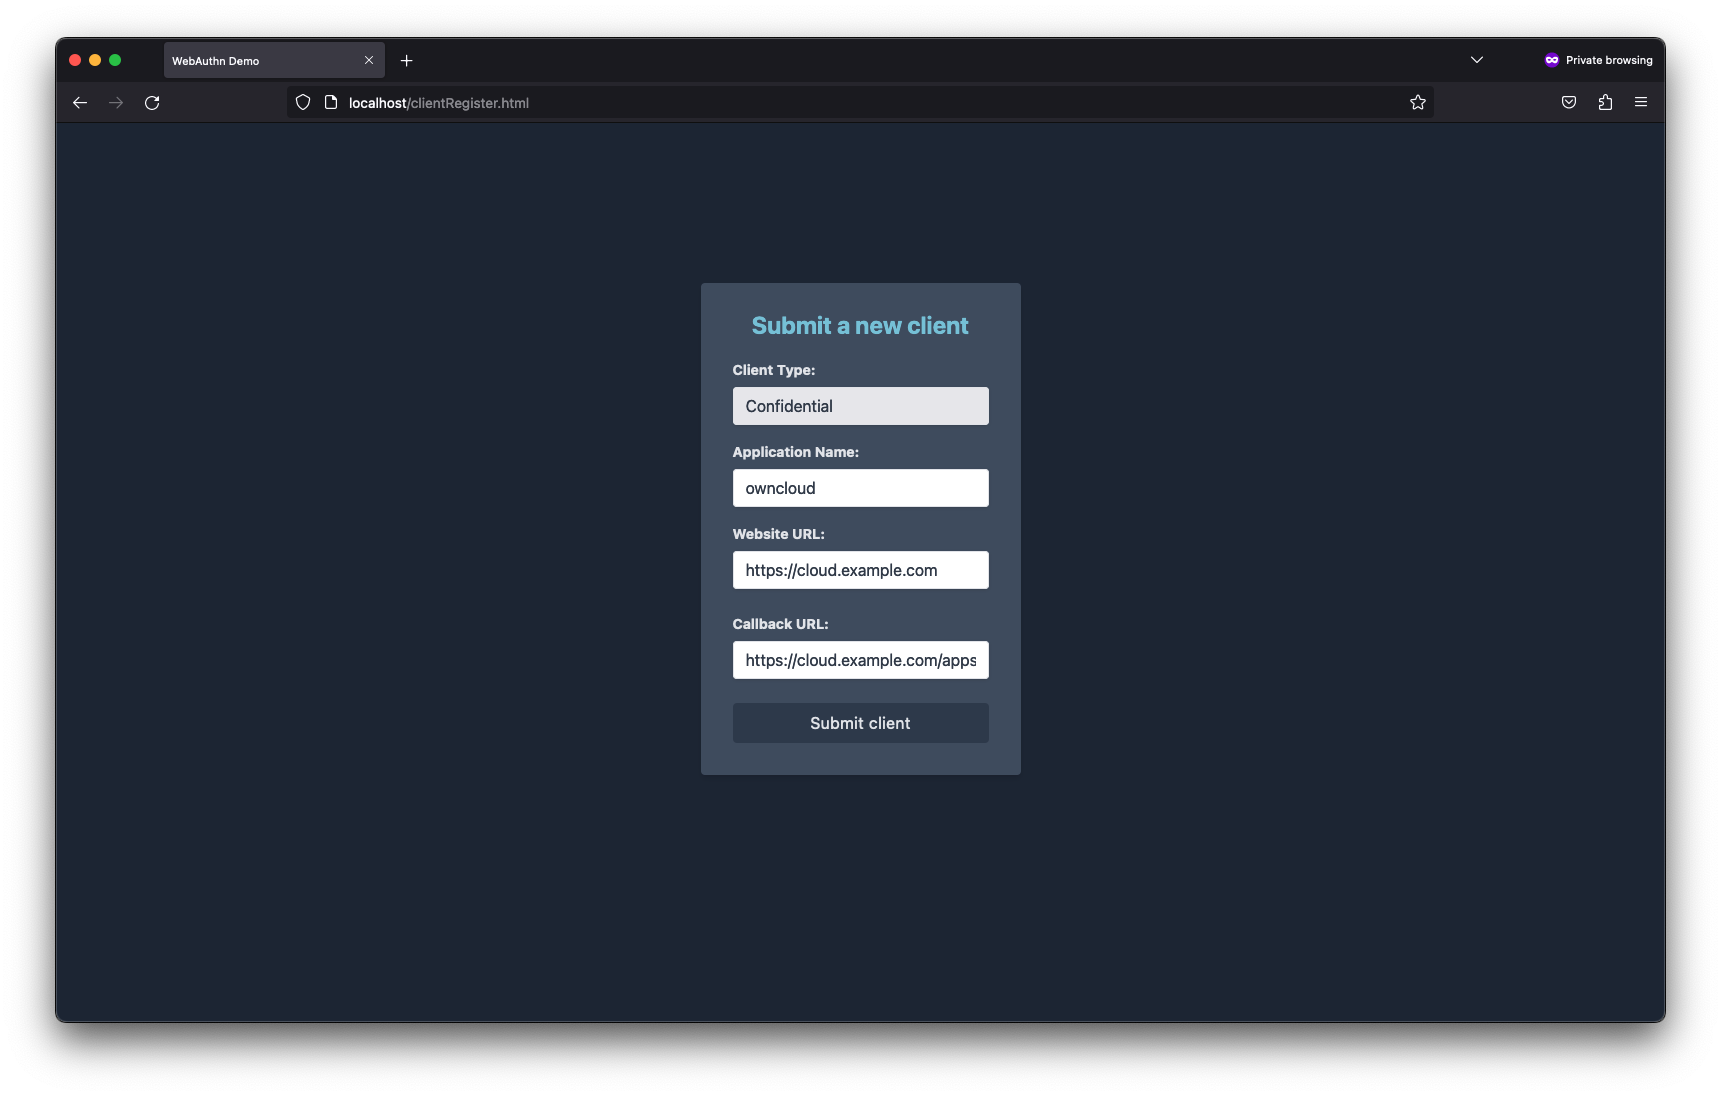 WebAuthn Demo
Private browsing
localhost/clientRegister.html
Submit a new client
Client Type:
Confidential
Application Name:
owncloud
Website URL:
https://cloud.example.com
Callback URL:
https://cloud.example.com/apps
Submit client